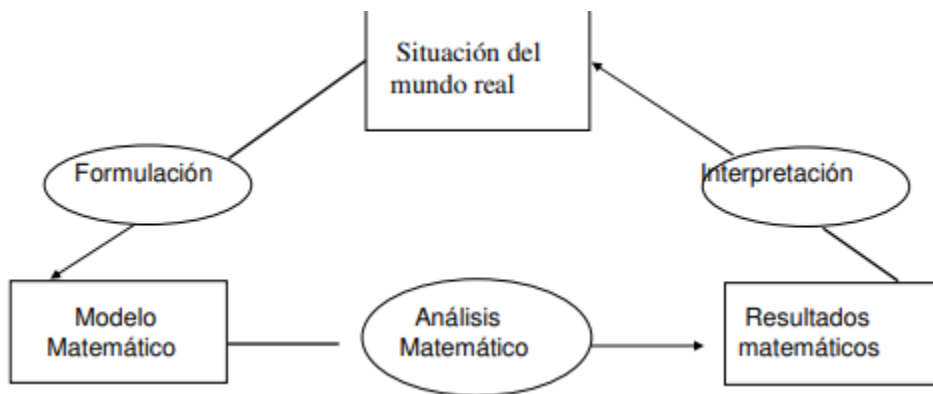 Situación del
mundo real
Formulación
Interpretación
Modelo
Matemático
Análisis
Matemático
Resultados
matemáticos